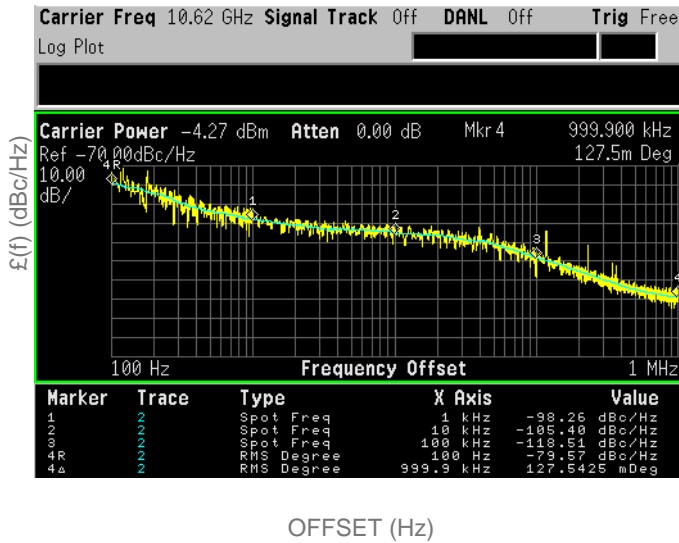 Carrier Freq 10.62 GHz Signal Track Off DANL Off Trig Free
Log Plot
Carrier Power -4.27 dBm Atten 0.00 dB Mkr 4 999.900 kHz
Ref -70.00dBc/Hz 127.5m Deg
10.00
dB/
4R
1
2
3
4
£(f) (dBc/Hz)
100 Hz Frequency Offset 1 MHz
Marker Trace Type X Axis Value
1 2 Spot Freq 1 kHz -98.26 dBc/Hz
2 2 Spot Freq 10 kHz -105.40 dBc/Hz
3 2 Spot Freq 100 kHz -118.51 dBc/Hz
4R 2 RMS Degree 100 Hz -79.57 dBc/Hz
4△ 2 RMS Degree 999.9 kHz 127.5425 mDeg
OFFSET (Hz)